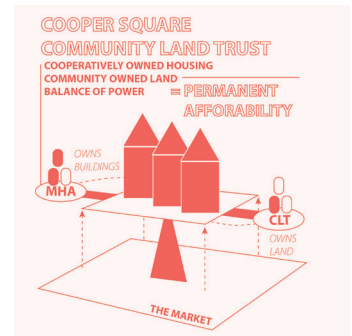 COOPER SQUARE
COMMUNITY LAND TRUST
COOPERATIVELY OWNED HOUSING
COMMUNITY OWNED LAND
BALANCE OF POWER = PERMANENT
AFFORABILITY
OWNS
BUILDINGS
MHA
CLT
OWNS
LAND
THE MARKET